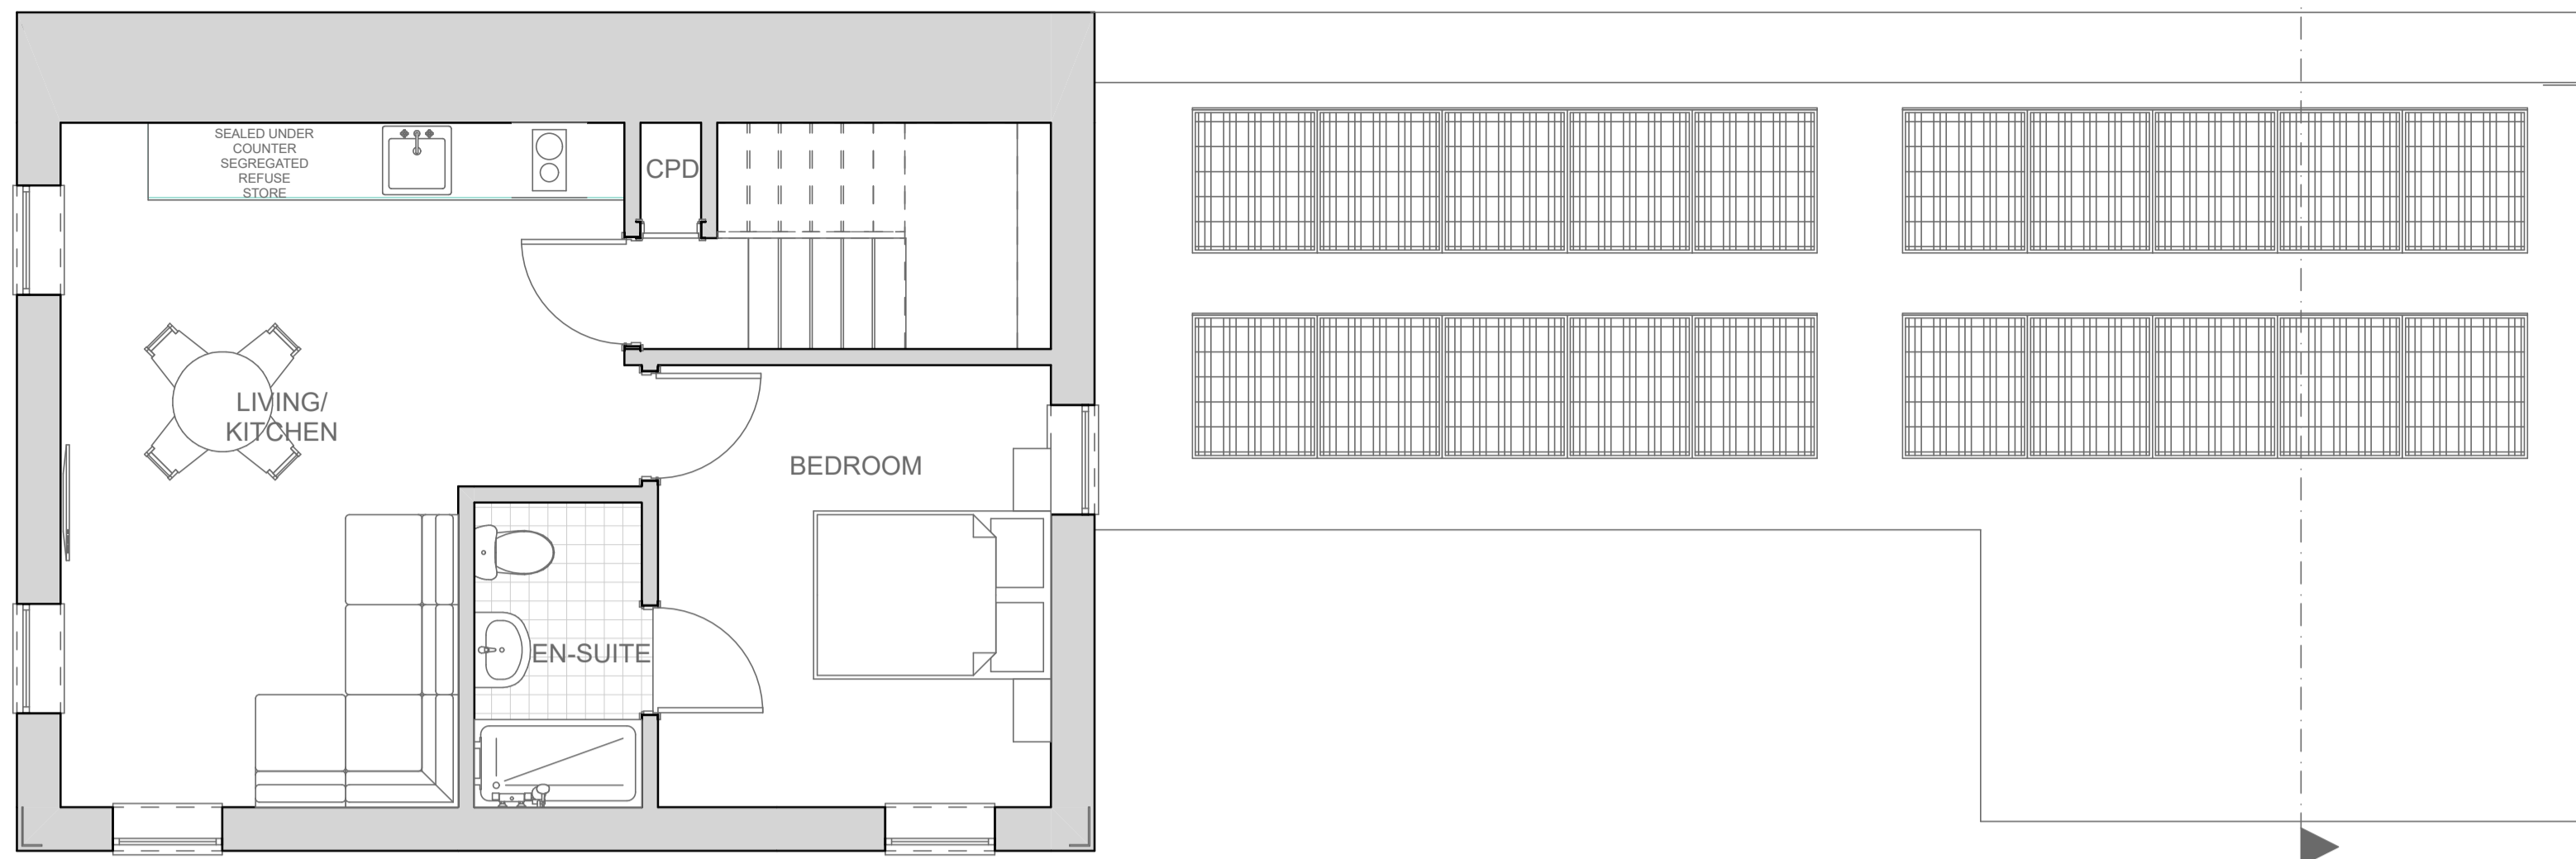 SEALED UNDER
COUNTER
SEGREGATED
REFUSE
STORE
CPD
LIVING/
KITCHEN
BEDROOM
EN-SUITE